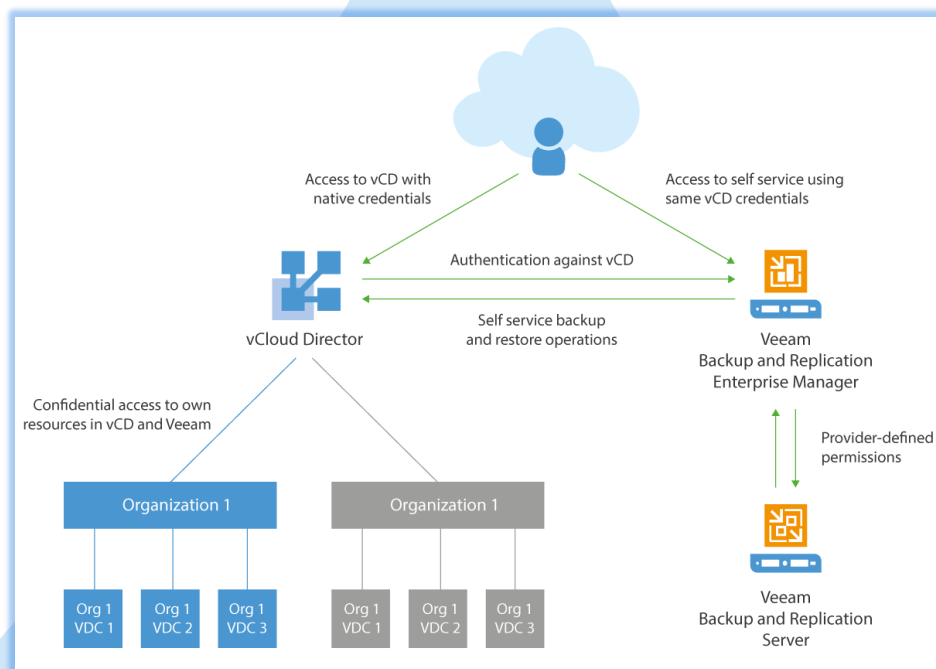 Access to vCD with
native credentials
Access to self service using
same vCD credentials
Authentication against vCD
Self service backup
and restore operations
vCloud Director
Veeam
Backup and Replication
Enterprise Manager
Confidential access to own
resources in vCD and Veeam
Provider-defined
permissions
Organization 1
Organization 1
Org 1
VDC 1
Org 1
VDC 2
Org 1
VDC 3
Org 1
VDC 1
Org 1
VDC 2
Org 1
VDC 3
Veeam
Backup and Replication
Server